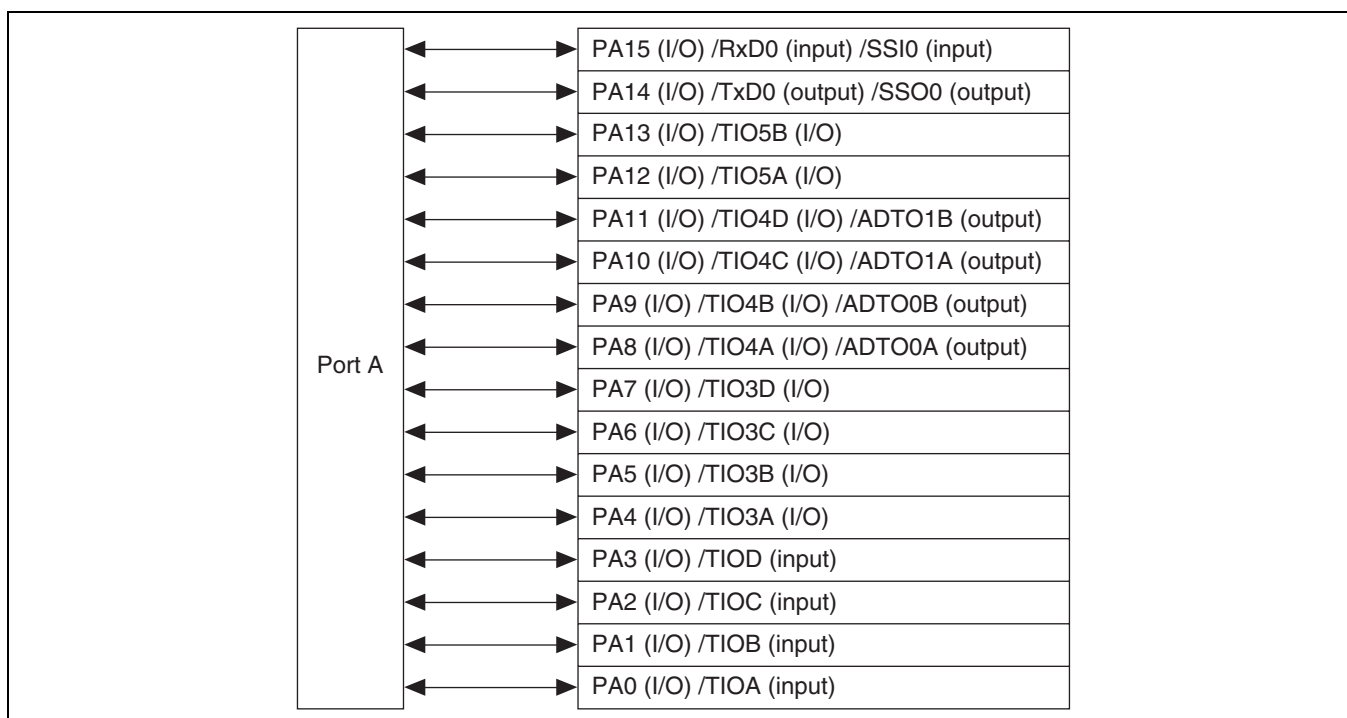 PA15 (I/O) /RxD0 (input) /SSI0 (input)
PA14 (I/O) /TxD0 (output) /SSO0 (output)
PA13 (I/O) /TIO5B (I/O)
PA12 (I/O) /TIO5A (I/O)
PA11 (I/O) /TIO4D (I/O) /ADTO1B (output)
PA10 (I/O) /TIO4C (I/O) /ADTO1A (output)
PA9 (I/O) /TIO4B (I/O) /ADTO0B (output)
PA8 (I/O) /TIO4A (I/O) /ADTO0A (output)
Port A
PA7 (I/O) /TIO3D (I/O)
PA6 (I/O) /TIO3C (I/O)
PA5 (I/O) /TIO3B (I/O)
PA4 (I/O) /TIO3A (I/O)
PA3 (I/O) /TIOD (input)
PA2 (I/O) /TIOC (input)
PA1 (I/O) /TIOB (input)
PA0 (I/O) /TIOA (input)